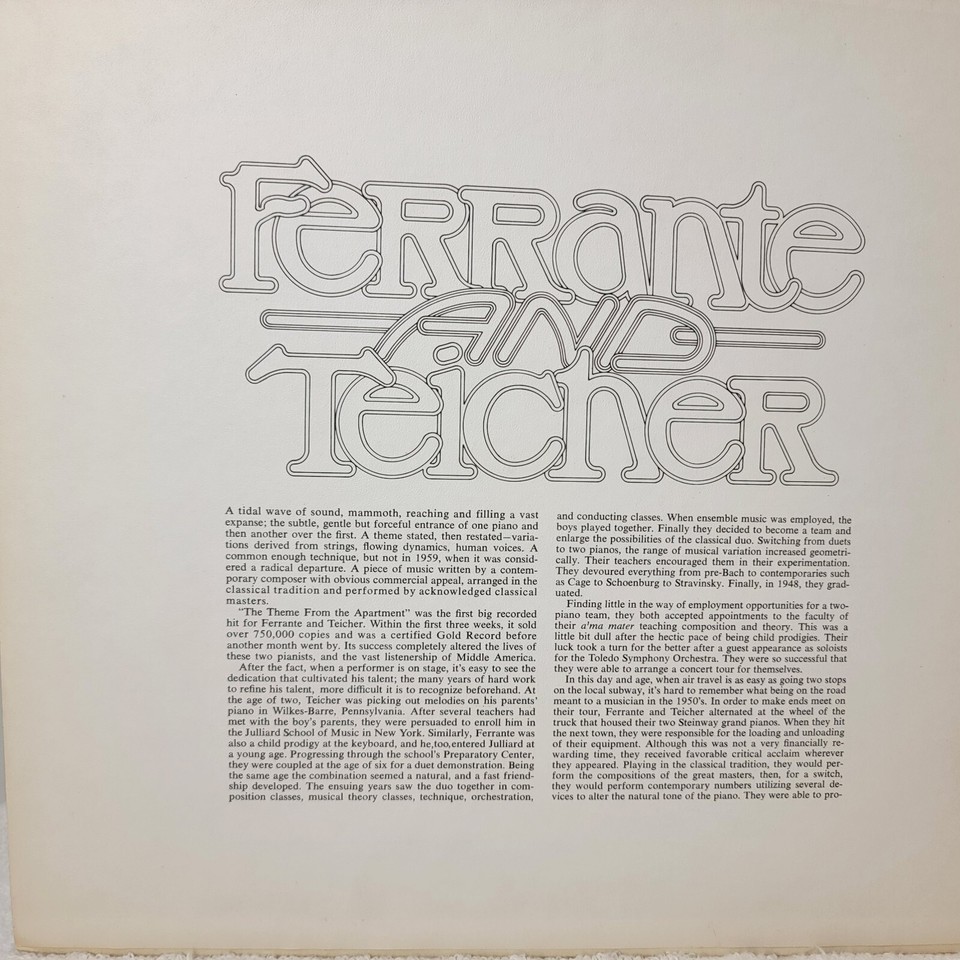 Ferrante
AND
Teicher
A tidal wave of sound, mammoth, reaching and filling a vast
expanse; the subtle, gentle but forceful entrance of one piano and
then another over the first. A theme stated, then restated—varia-
tions derived from strings, flowing dynamics, human voices. A
common enough technique, but not in 1959, when it was consid-
ered a radical departure. A piece of music written by a contem-
porary composer with obvious commercial appeal, arranged in the
classical tradition and performed by acknowledged classical
masters.
"The Theme From the Apartment" was the first big recorded
hit for Ferrante and Teicher. Within the first three weeks, it sold
over 750,000 copies and was a certified Gold Record before
another month went by. Its success completely altered the lives of
these two pianists, and the vast listenership of Middle America.
After the fact, when a performer is on stage, it's easy to see the
dedication that cultivated his talent; the many years of hard work
to refine his talent, more difficult it is to recognize beforehand. At
the age of two, Teicher was picking out melodies on his parents'
piano in Wilkes-Barre, Pennsylvania. After several teachers had
met with the boy's parents, they were persuaded to enroll him in
the Julliard School of Music in New York. Similarly, Ferrante was
also a child prodigy at the keyboard, and he,too,entered Julliard at
a young age. Progressing through the school's Preparatory Center,
they were coupled at the age of six for a duet demonstration. Being
the same age the combination seemed a natural, and a fast friend-
ship developed. The ensuing years saw the duo together in com-
position classes, musical theory classes, technique, orchestration,
and conducting classes. When ensemble music was employed, the
boys played together. Finally they decided to become a team and
enlarge the possibilities of the classical duo. Switching from duets
to two pianos, the range of musical variation increased geometri-
cally. Their teachers encouraged them in their experimentation.
They devoured everything from pre-Bach to contemporaries such
as Cage to Schoenburg to Stravinsky. Finally, in 1948, they grad-
uated.
Finding little in the way of employment opportunities for a two-
piano team, they both accepted appointments to the faculty of
their a'ma mater teaching composition and theory. This was a
little bit dull after the hectic pace of being child prodigies. Their
luck took a turn for the better after a guest appearance as soloists
for the Toledo Symphony Orchestra. They were so successful that
they were able to arrange a concert tour for themselves.
In this day and age, when air travel is as easy as going two stops
on the local subway, it's hard to remember what being on the road
meant to a musician in the 1950's. In order to make ends meet on
their tour, Ferrante and Teicher alternated at the wheel of the
truck that housed their two Steinway grand pianos. When they hit
the next town, they were responsible for the loading and unloading
of their equipment. Although this was not a very financially re-
warding time, they received favorable critical acclaim wherever
they appeared. Playing in the classical tradition, they would per-
form the compositions of the great masters, then, for a switch,
they would perform contemporary numbers utilizing several de-
vices to alter the natural tone of the piano. They were able to pro-